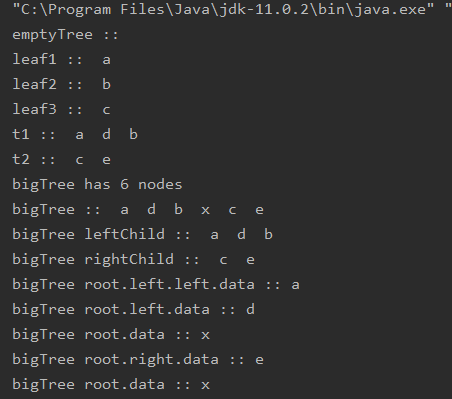 "C:\Program Files\Java\jdk-11.0.2\bin\java.exe" "
emptyTree ::
leaf1 ::  a
leaf2 ::  b
leaf3 ::  c
t1 ::  a  d  b
t2 ::  c  e
bigTree has 6 nodes
bigTree ::  a  d  b  x  c  e
bigTree leftChild ::  a  d  b
bigTree rightChild ::  c  e
bigTree root.left.left.data :: a
bigTree root.left.data :: d
bigTree root.data :: x
bigTree root.right.data :: e
bigTree root.data :: x